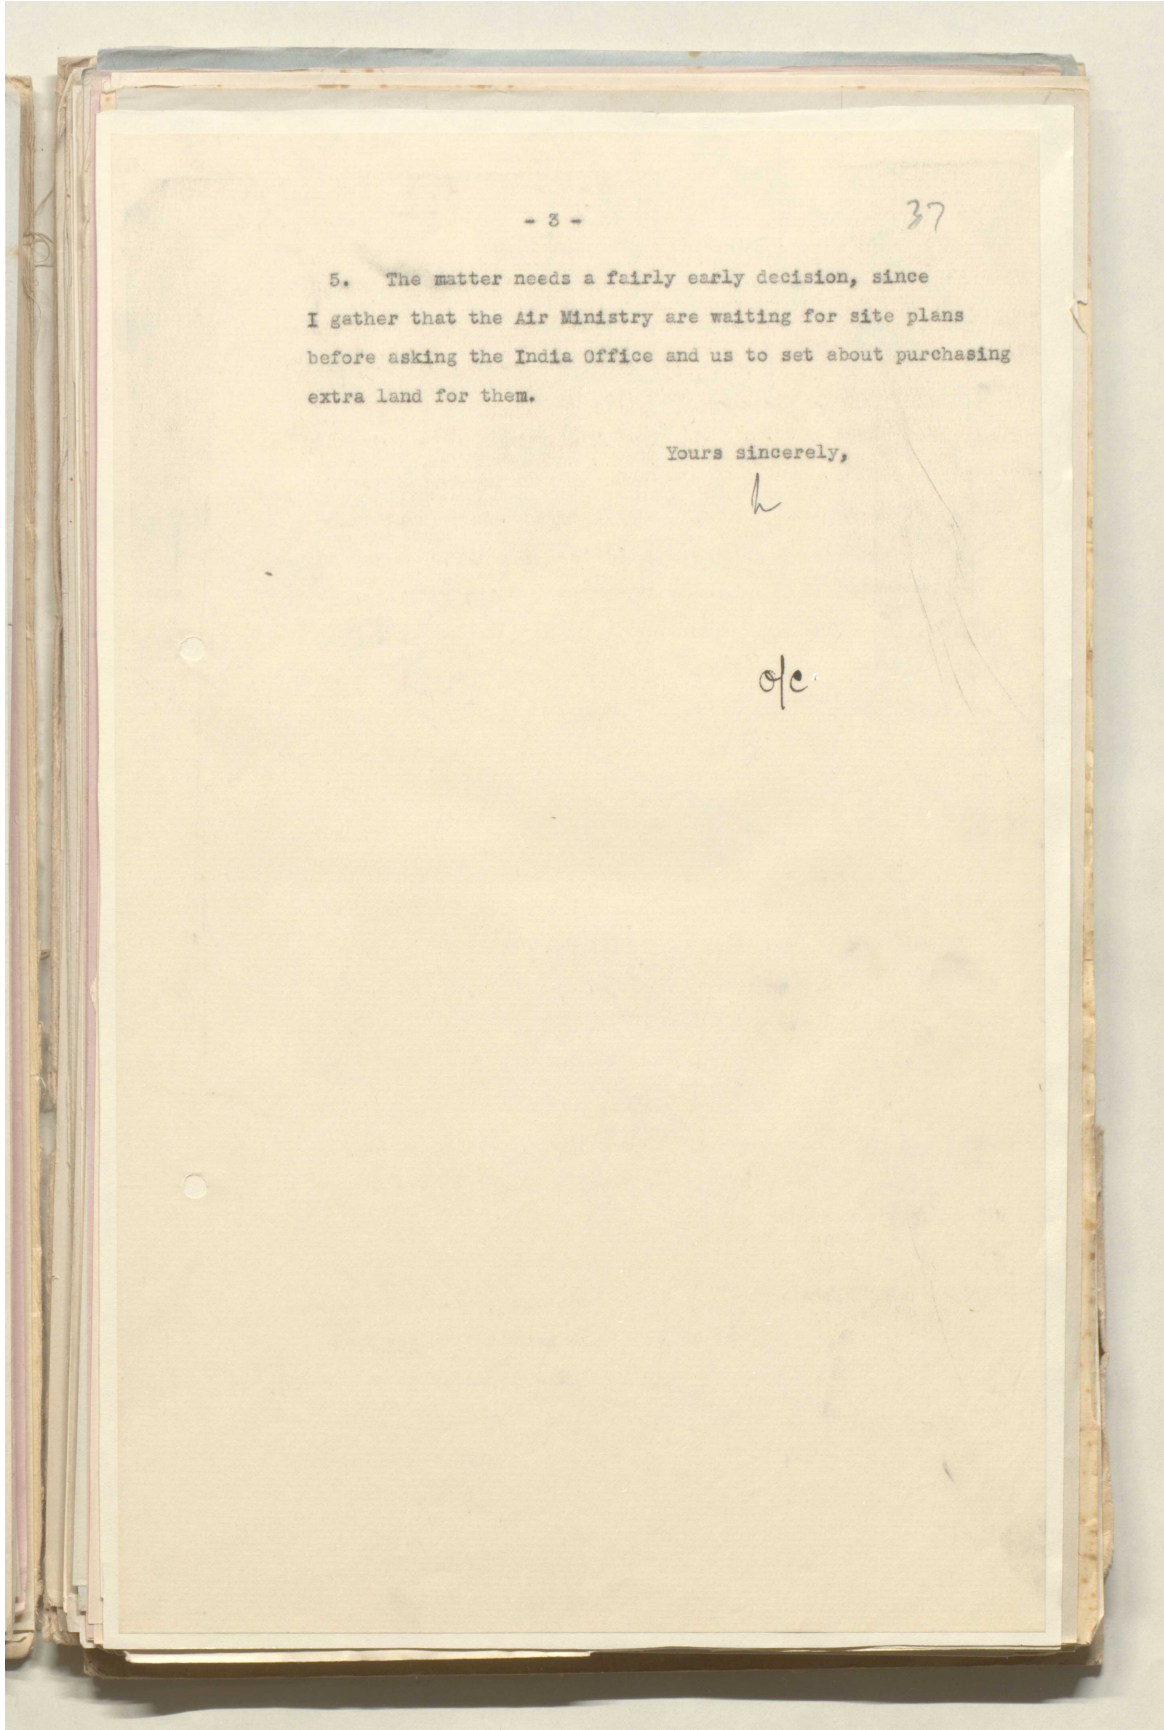 - 3 -
37
5. The matter needs a fairly early decision, since
I gather that the Air Ministry are waiting for site plans
before asking the India Office and us to set about purchasing
extra land for them.
Yours sincerely,
h
o/c